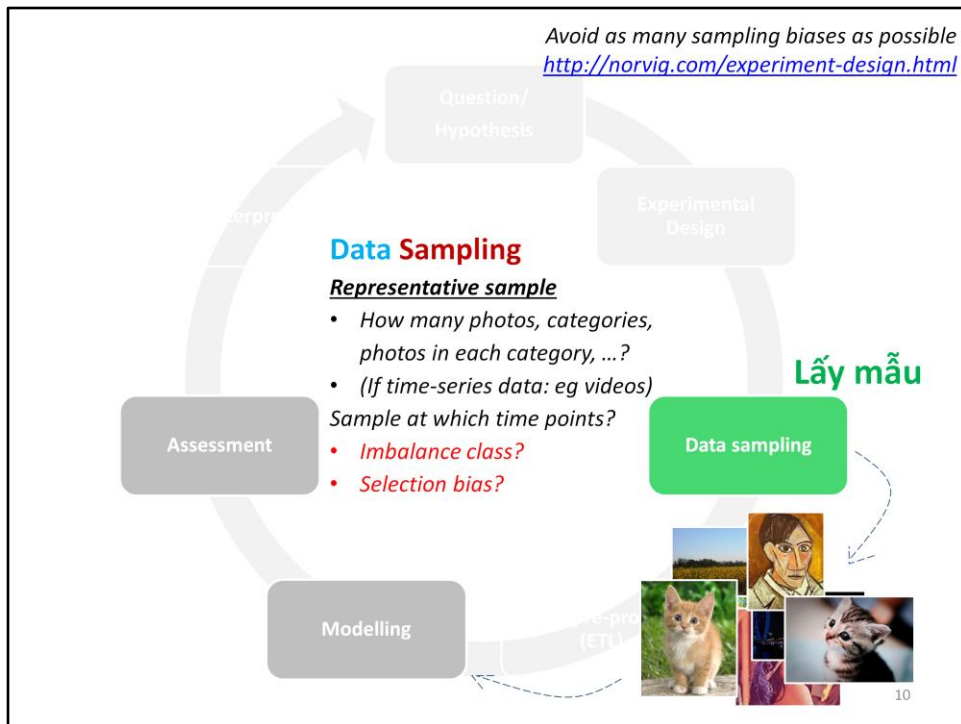 Avoid as many sampling biases as possible
http://norvig.com/experiment-design.html
Question/
Hypothesis
Experimental
Design
Data Sampling
Representative sample
• How many photos, categories,
photos in each category, …?
• (If time-series data: eg videos)
Sample at which time points?
• Imbalance class?
• Selection bias?
Lấy mẫu
Assessment
Data sampling
Modelling
(ETL)
10